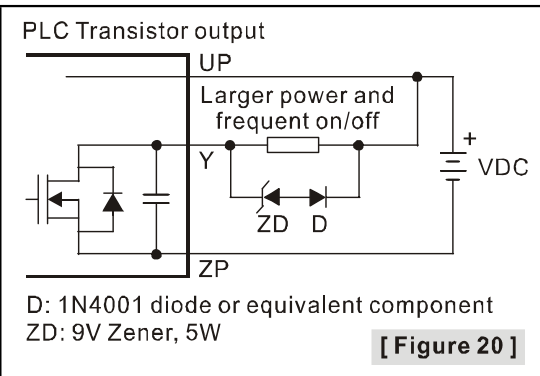 PLC Transistor output
UP
Larger power and
frequent on/off
Y
+
VDC
ZD D
ZP
D: 1N4001 diode or equivalent component
ZD: 9V Zener, 5W
[ Figure 20 ]